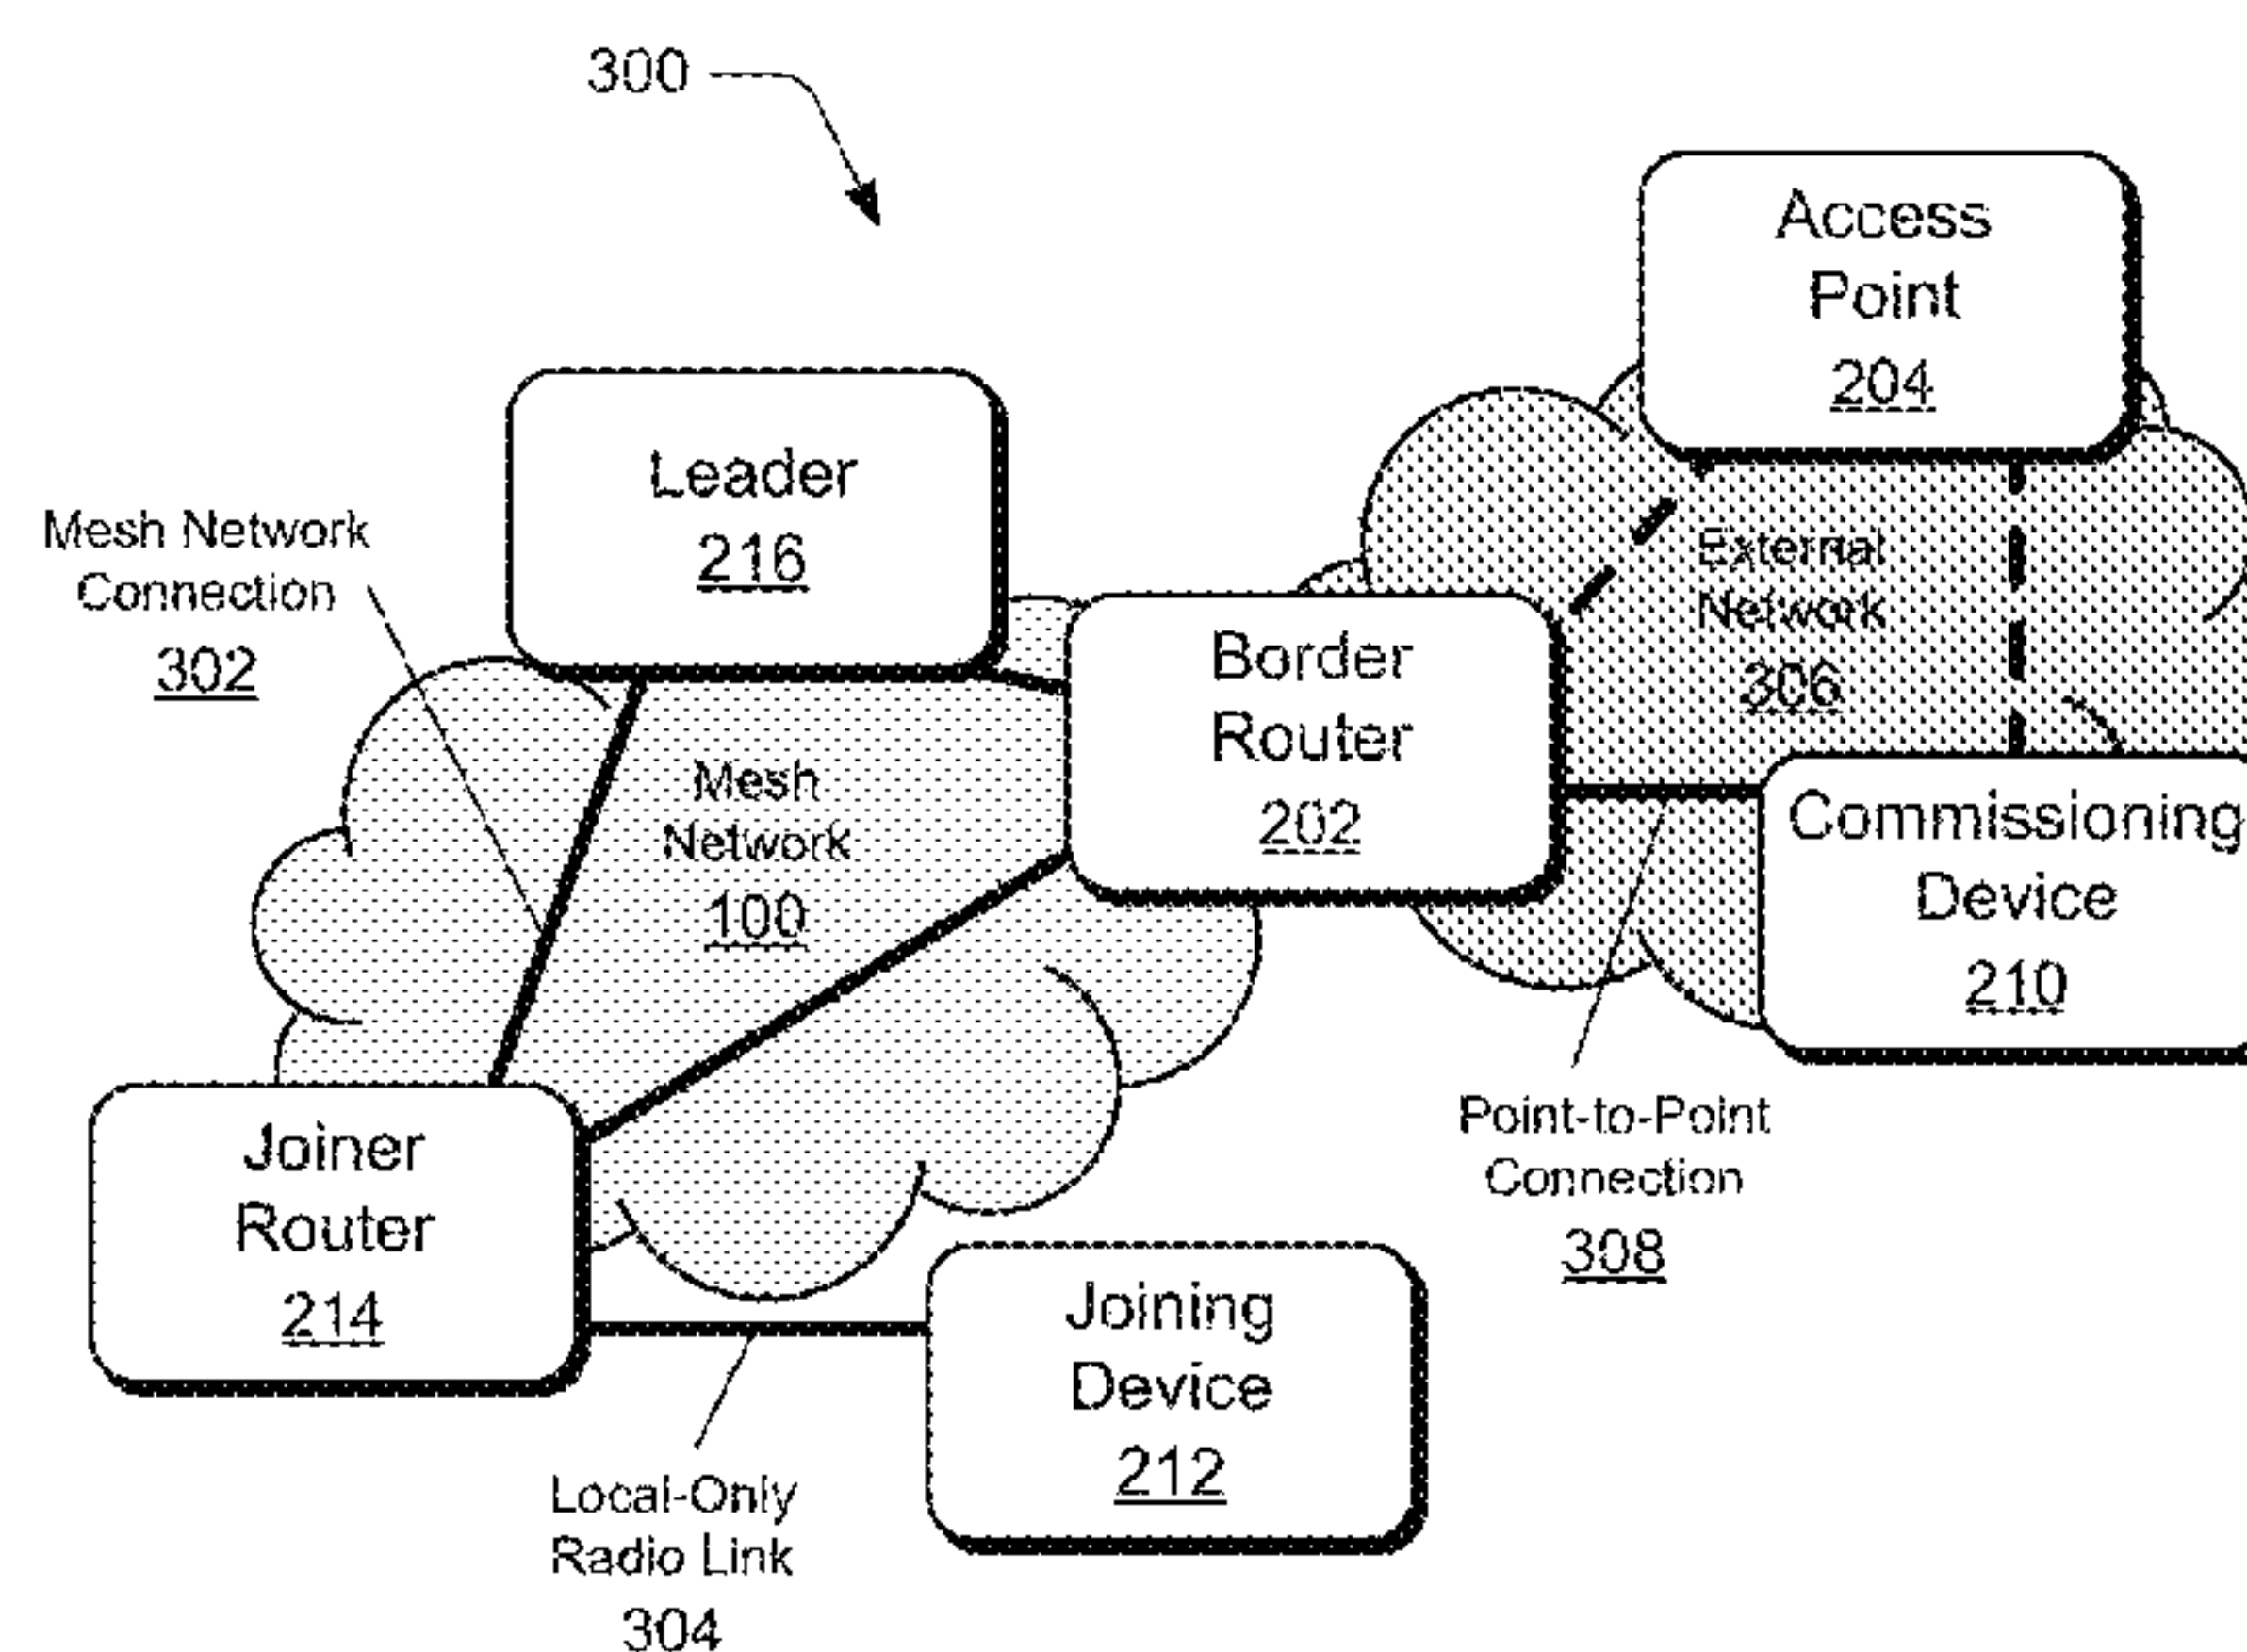 300
Access
Point
204
Leader
216
Mesh Network
Connection
302
External
Network
306
Border
Router
202
Mesh
Network
100
Commissioning
Device
210
Point-to-Point
Connection
308
Joiner
Router
214
Joining
Device
212
Local-Only
Radio Link
304